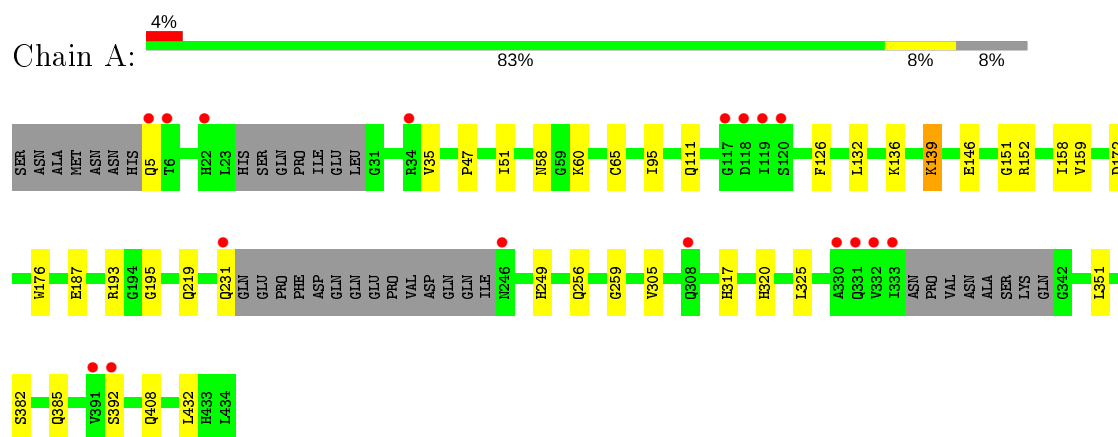 4%
Chain A:
83% 8% 8%
SER ASN ALA MET ASN ASN HIS Q5 T6 H22 L23 HIS SER GLN PRO ILE GLU LEU G31 R34 V35 P47 I51 N58 G59 K60 C65 I95 Q111 G117 D118 I119 S120 F126 L132 K136 K139 E146 G151 R152 I158 V159 D172
W176 E187 R193 G194 G195 Q219 Q231 GLN GLU PRO PHE ASP GLN GLN GLU PRO VAL ASP GLN GLN ILE N246 H249 Q256 G259 V305 Q308 H317 H320 L325 A330 Q331 V332 I333 ASN PRO VAL ASN ALA SER LYS GLN G342 L351
S382 Q385 V391 S392 Q408 L432 H433 L434